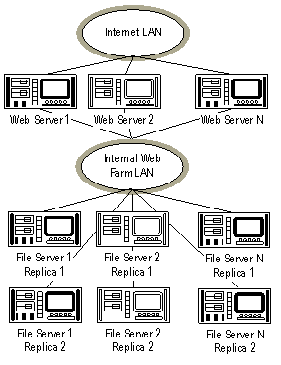 Internet LAN
Web Server 1
Web Server 2
Web Server N
Internal Web
Farm LAN
File Server 1
Replica 1
File Server 2
Replica 1
File Server N
Replica 1
File Server 1
Replica 2
File Server 2
Replica 2
File Server N
Replica 2